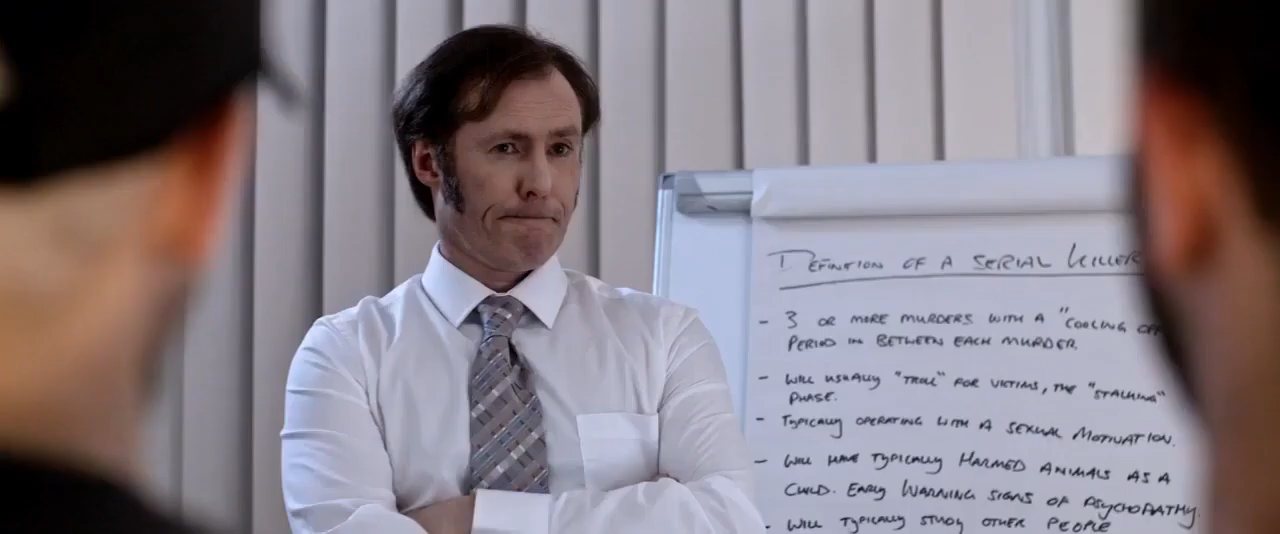 DEFINITION OF A SERIAL KILLER
- 3 OR MORE MURDERS WITH A "COOLING OFF
PERIOD IN BETWEEN EACH MURDER.
- WILL USUALLY "TROLL" FOR VICTIMS, THE "STALKING"
PHASE.
- TYPICALLY OPERATING WITH A SEXUAL MOTIVATION.
- WILL HAVE TYPICALLY HARMED ANIMALS AS A
CHILD. EARLY WARNING SIGNS OF PSYCHOPATHY.
- WILL TYPICALLY STUDY OTHER PEOPLE